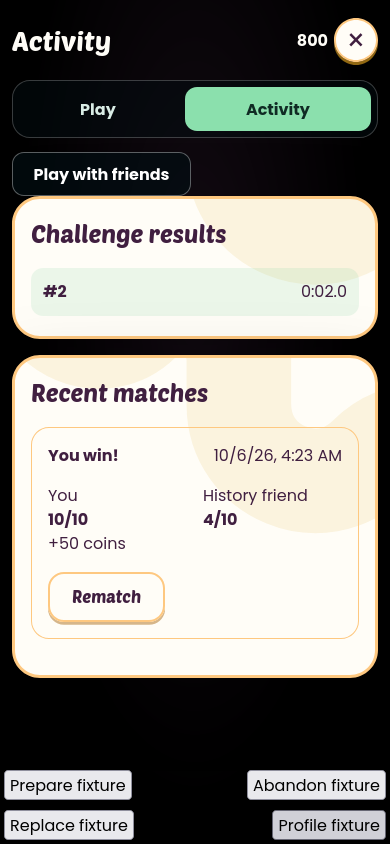 Activity
800 ×
Play Activity
Play with friends
Challenge results
#2 0:02.0
Recent matches
You win! 10/6/26, 4:23 AM
You History friend
10/10 4/10
+50 coins
Rematch
Prepare fixture Abandon fixture
Replace fixture Profile fixture